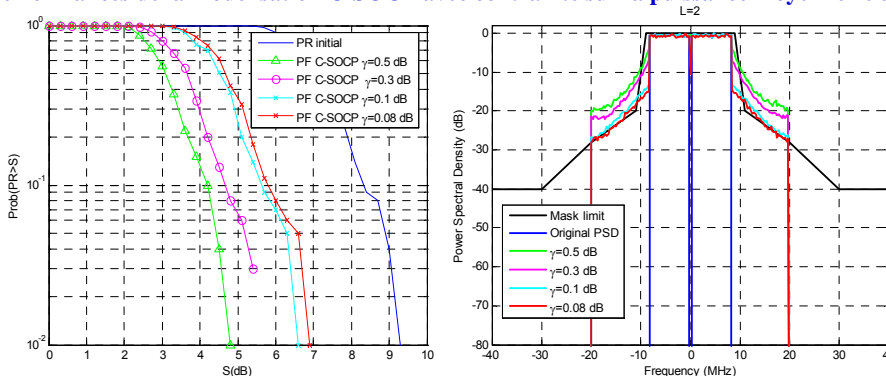 L=2
10^0
10^-1
10^-2
Prob(PR>S)
PR initial
PF C-SOCP γ=0.5 dB
PF C-SOCP γ=0.3 dB
PF C-SOCP γ=0.1 dB
PF C-SOCP γ=0.08 dB
0 1 2 3 4 5 6 7 8 9 10
S(dB)
Power Spectral Density (dB)
0
-10
-20
-30
-40
-50
-60
-70
-80
Mask limit
Original PSD
γ=0.5 dB
γ=0.3 dB
γ=0.1 dB
γ=0.08 dB
-40 -30 -20 -10 0 10 20 30 40
Frequency (MHz)